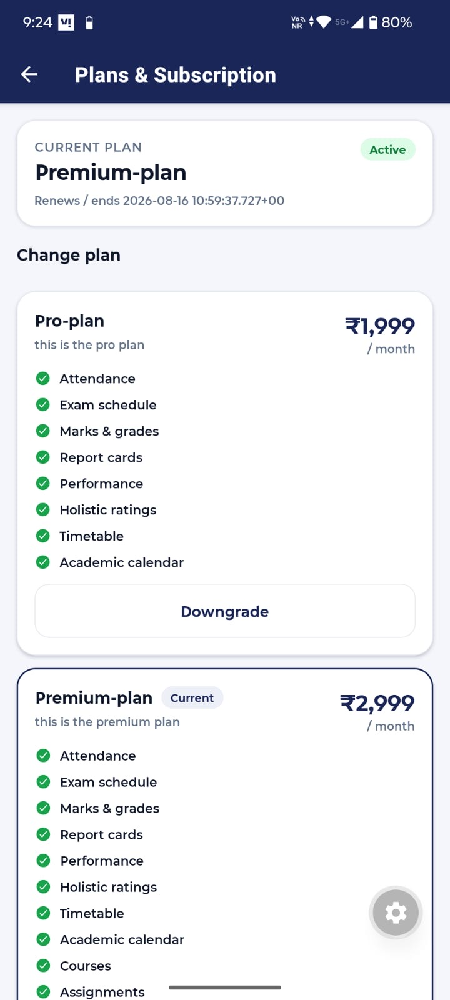 9:24
Vo)) NR 5G+ 80%
Plans & Subscription
CURRENT PLAN
Active
Premium-plan
Renews / ends 2026-08-16 10:59:37.727+00
Change plan
Pro-plan
₹1,999
this is the pro plan
/ month
Attendance
Exam schedule
Marks & grades
Report cards
Performance
Holistic ratings
Timetable
Academic calendar
Downgrade
Premium-plan Current
₹2,999
this is the premium plan
/ month
Attendance
Exam schedule
Marks & grades
Report cards
Performance
Holistic ratings
Timetable
Academic calendar
Courses
Assignments